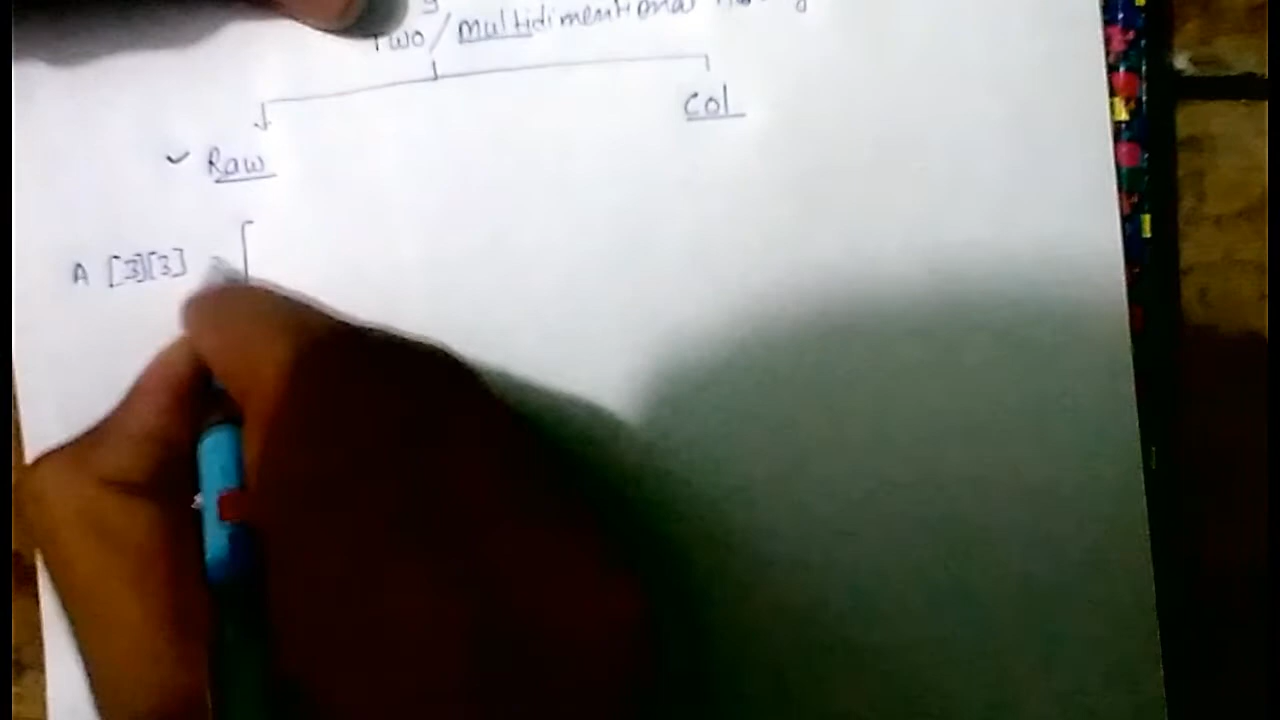 Two/multidimentional
✓ Raw
col
A [3][3] = [